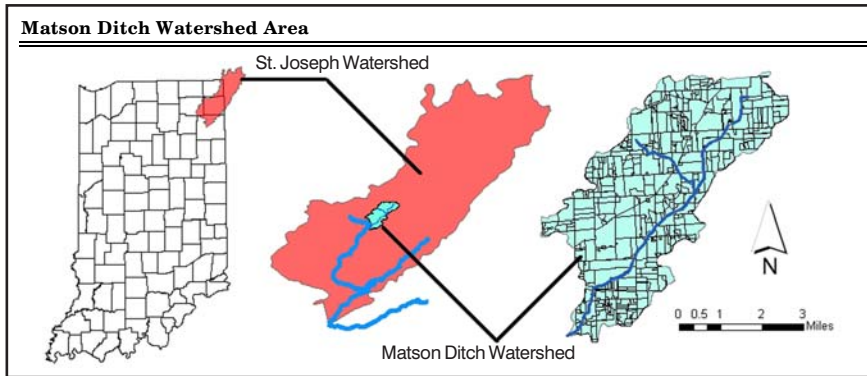 Matson Ditch Watershed Area
St. Joseph Watershed
N
0 0.5 1 2 3
Miles
Matson Ditch Watershed